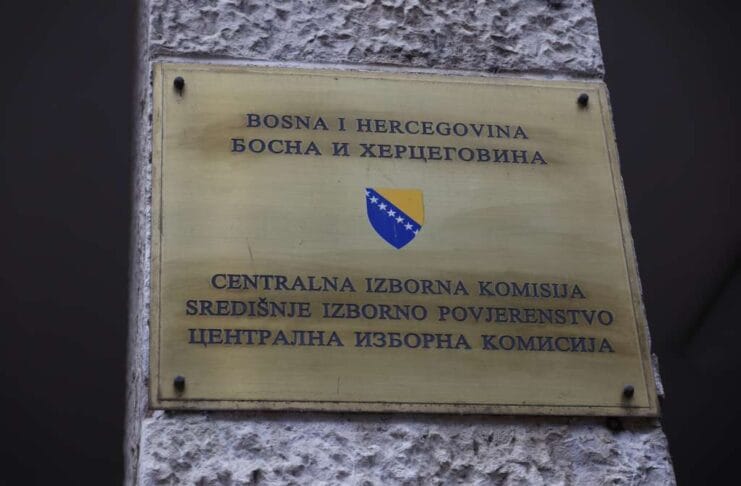 BOSNA I HERCEGOVINA
БОСНА И ХЕРЦЕГОВИНА
CENTRALNA IZBORNA KOMISIJA
SREDIŠNJE IZBORNO POVJERENSTVO
ЦЕНТРАЛНА ИЗБОРНА КОМИСИЈА